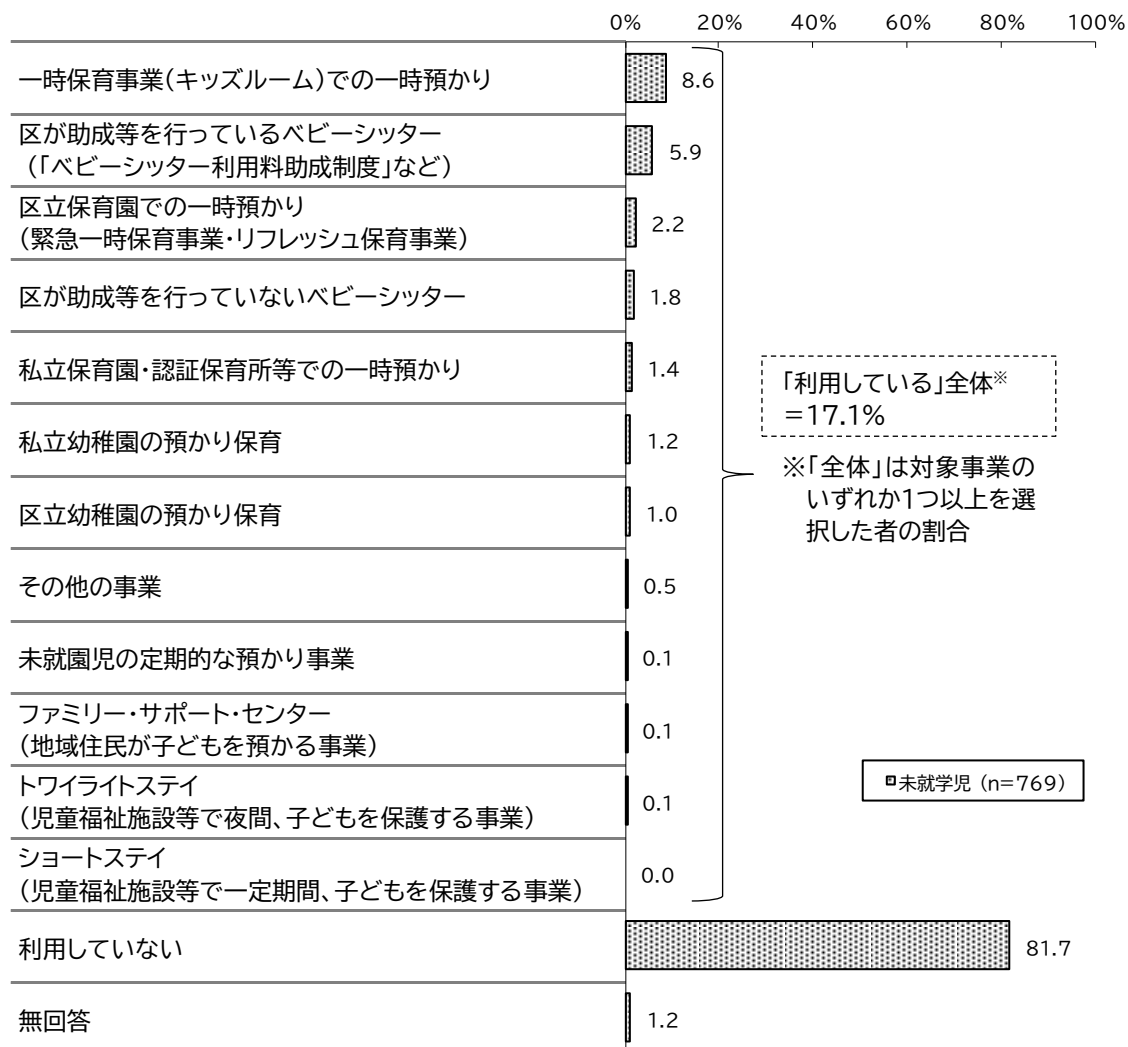 0% 20% 40% 60% 80% 100%
一時保育事業(キッズルーム)での一時預かり 8.6
区が助成等を行っているベビーシッター
(「ベビーシッター利用料助成制度」など) 5.9
区立保育園での一時預かり
(緊急一時保育事業・リフレッシュ保育事業) 2.2
区が助成等を行っていないベビーシッター 1.8
私立保育園・認証保育所等での一時預かり 1.4
「利用している」全体※
=17.1%
私立幼稚園の預かり保育 1.2
※「全体」は対象事業の
いずれか1つ以上を選
択した者の割合
区立幼稚園の預かり保育 1.0
その他の事業 0.5
未就園児の定期的な預かり事業 0.1
ファミリー・サポート・センター
(地域住民が子どもを預かる事業) 0.1
トワイライトステイ
(児童福祉施設等で夜間、子どもを保護する事業) 0.1
未就学児 (n=769)
ショートステイ
(児童福祉施設等で一定期間、子どもを保護する事業) 0.0
利用していない 81.7
無回答 1.2